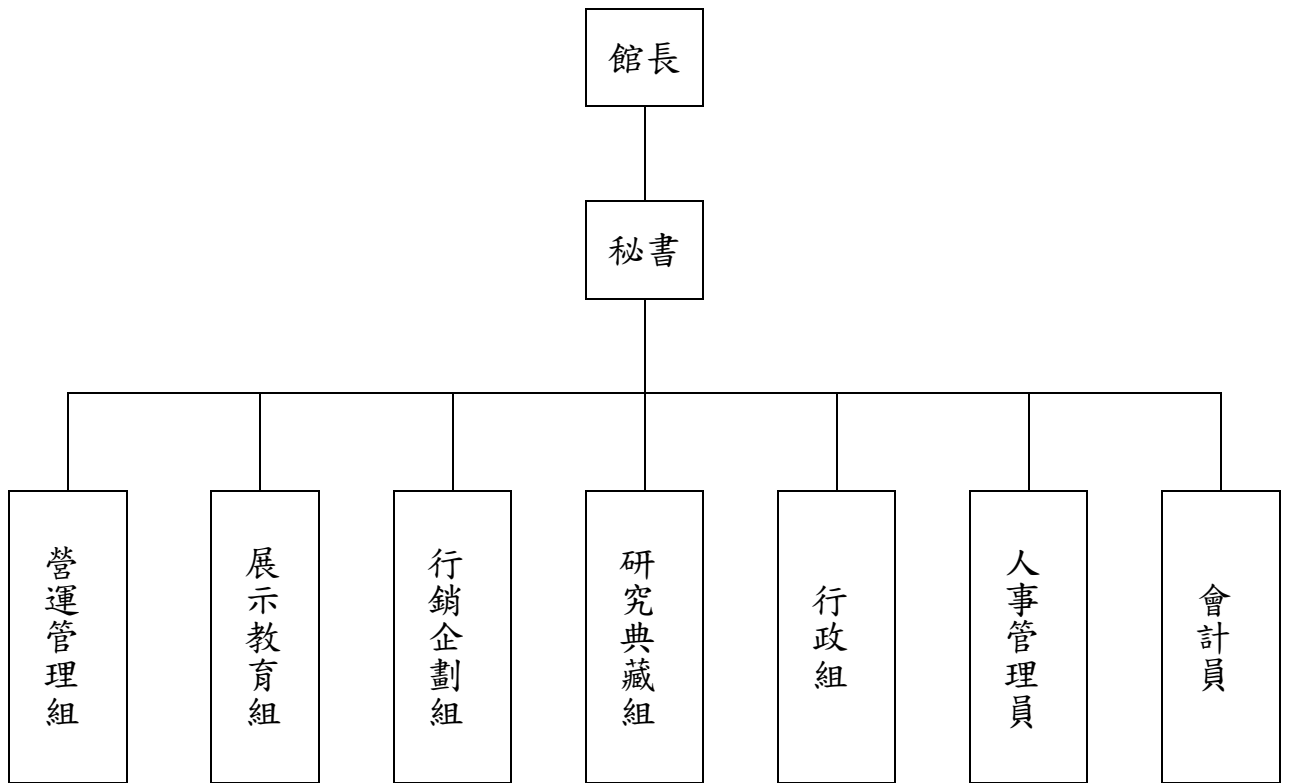 館長
秘書
營運管理組
展示教育組
行銷企劃組
研究典藏組
行政組
人事管理員
會計員